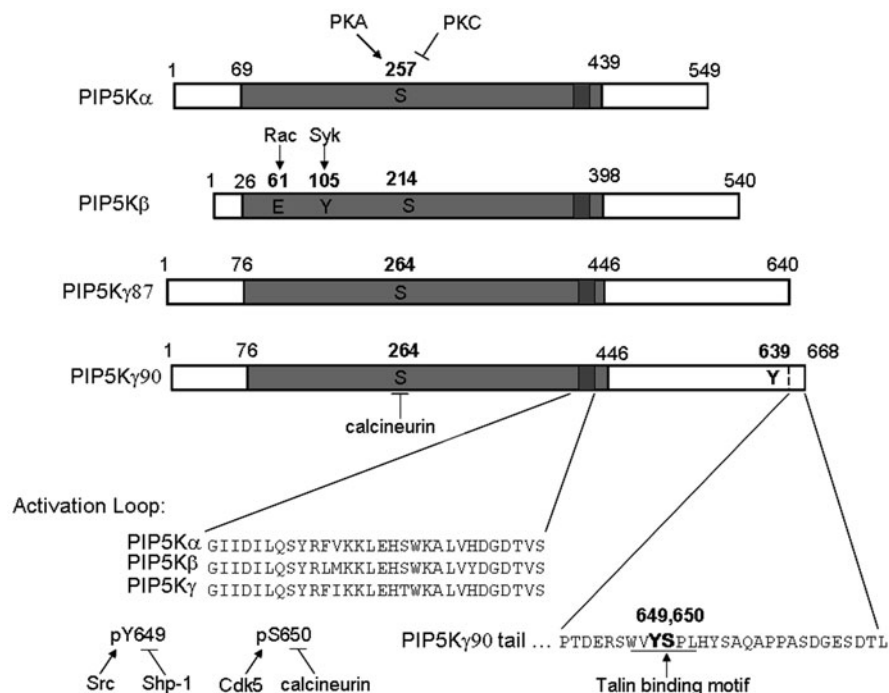 PKA PKC
1 69 257 439 549
PIP5Kα S
Rac Syk
1 26 61 105 214 398 540
PIP5Kβ E Y S
1 76 264 446 640
PIP5Kγ87 S
1 76 264 446 639 668
PIP5Kγ90 S Y
calcineurin
Activation Loop:
PIP5Kα GIIDILQSYRFVKKLEHSWKALVHDGDTVS
PIP5Kβ GIIDILQSYRLMKKLEHSWKALVYDGDTVS
PIP5Kγ GIIDILQSYRFIKKLEHTWKALVHDGDTVS
649,650
pY649 pS650 PIP5Kγ90 tail ... PTDERSWVYSPLHYSAQAPPASDGESDTL
Src Shp-1 Cdk5 calcineurin Talin binding motif